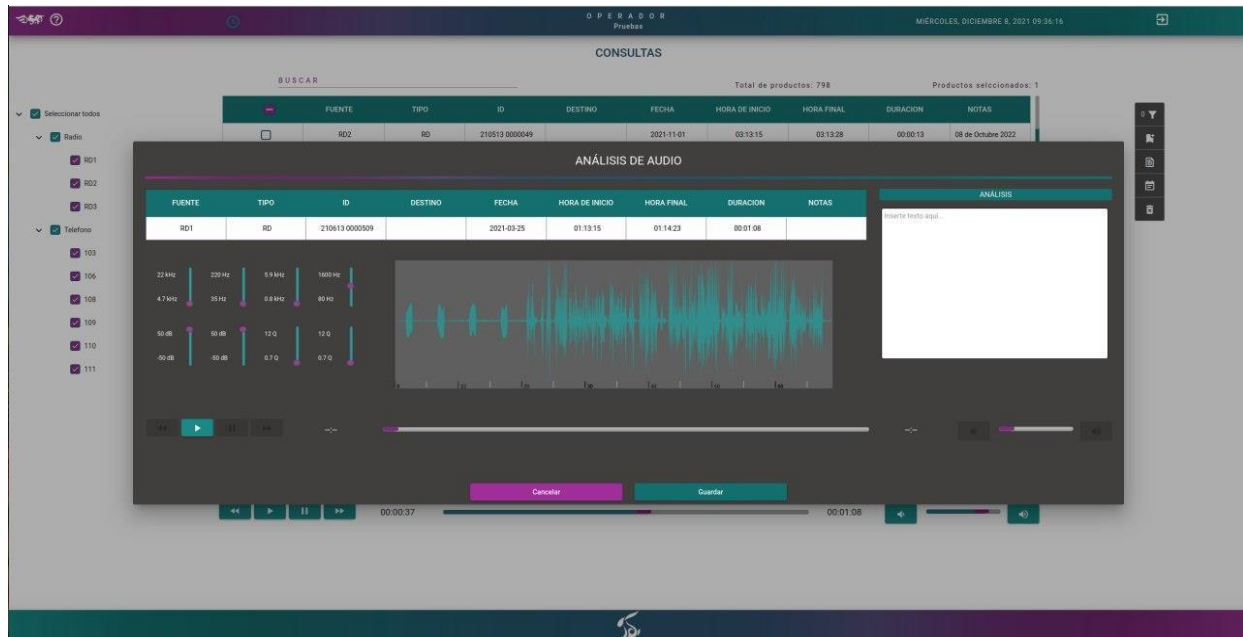 OPERADOR
Pruebas
MIÉRCOLES, DICIEMBRE 8, 2021 09:36:16
CONSULTAS
BUSCAR
Total de productos: 798
Productos selccionados: 1
Seleccionar todos
Radio
RD1
RD2
RD3
Telefono
103
106
108
109
110
111
FUENTE TIPO ID DESTINO FECHA HORA DE INICIO HORA FINAL DURACION NOTAS
RD2 RD 210513 0000049 2021-11-01 03:13:15 03:13:28 00:00:13 08 de Octubre 2022
0
ANÁLISIS DE AUDIO
FUENTE TIPO ID DESTINO FECHA HORA DE INICIO HORA FINAL DURACION NOTAS
RD1 RD 210613 0000509 2021-03-25 01:14:15 01:14:23 00:01:08
ANÁLISIS
Inserte texto aquí...
22 kHz 220 Hz 5.9 kHz 1600 Hz
4.7 kHz 35 Hz 0.8 kHz 80 Hz
50 dB 50 dB 12 Q 12 Q
-50 dB -50 dB 0.7 Q 0.7 Q
--:-- --:--
Cancelar Guardar
00:00:37 00:01:08